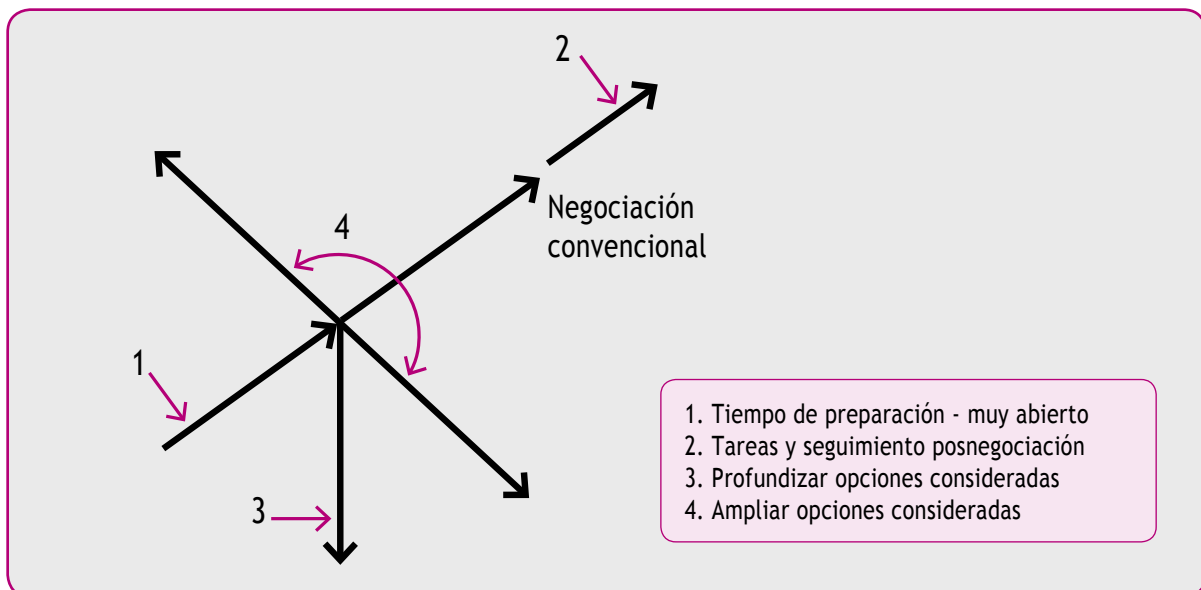 2
4
Negociación
convencional
1
3
1. Tiempo de preparación - muy abierto
2. Tareas y seguimiento posnegociación
3. Profundizar opciones consideradas
4. Ampliar opciones consideradas